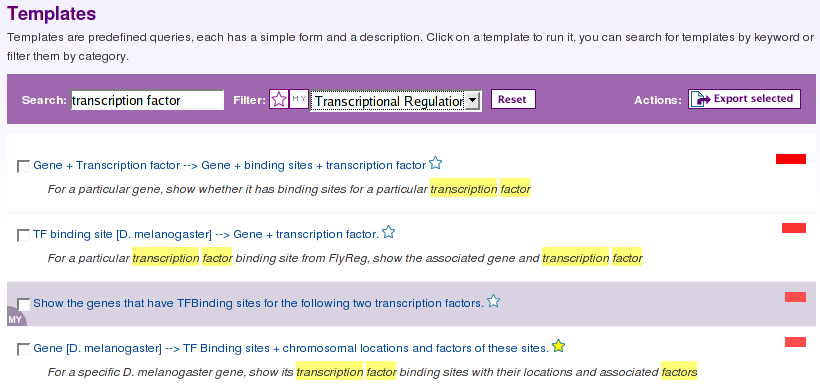 Templates
Templates are predefined queries, each has a simple form and a description. Click on a template to run it, you can search for templates by keyword or
filter them by category.
Search: transcription factor Filter: MY Transcriptional Regulation Reset Actions: Export selected
Gene + Transcription factor --> Gene + binding sites + transcription factor
For a particular gene, show whether it has binding sites for a particular transcription factor
TF binding site [D. melanogaster] --> Gene + transcription factor.
For a particular transcription factor binding site from FlyReg, show the associated gene and transcription factor
Show the genes that have TFBinding sites for the following two transcription factors.
MY
Gene [D. melanogaster] --> TF Binding sites + chromosomal locations and factors of these sites.
For a specific D. melanogaster gene, show its transcription factor binding sites with their locations and associated factors